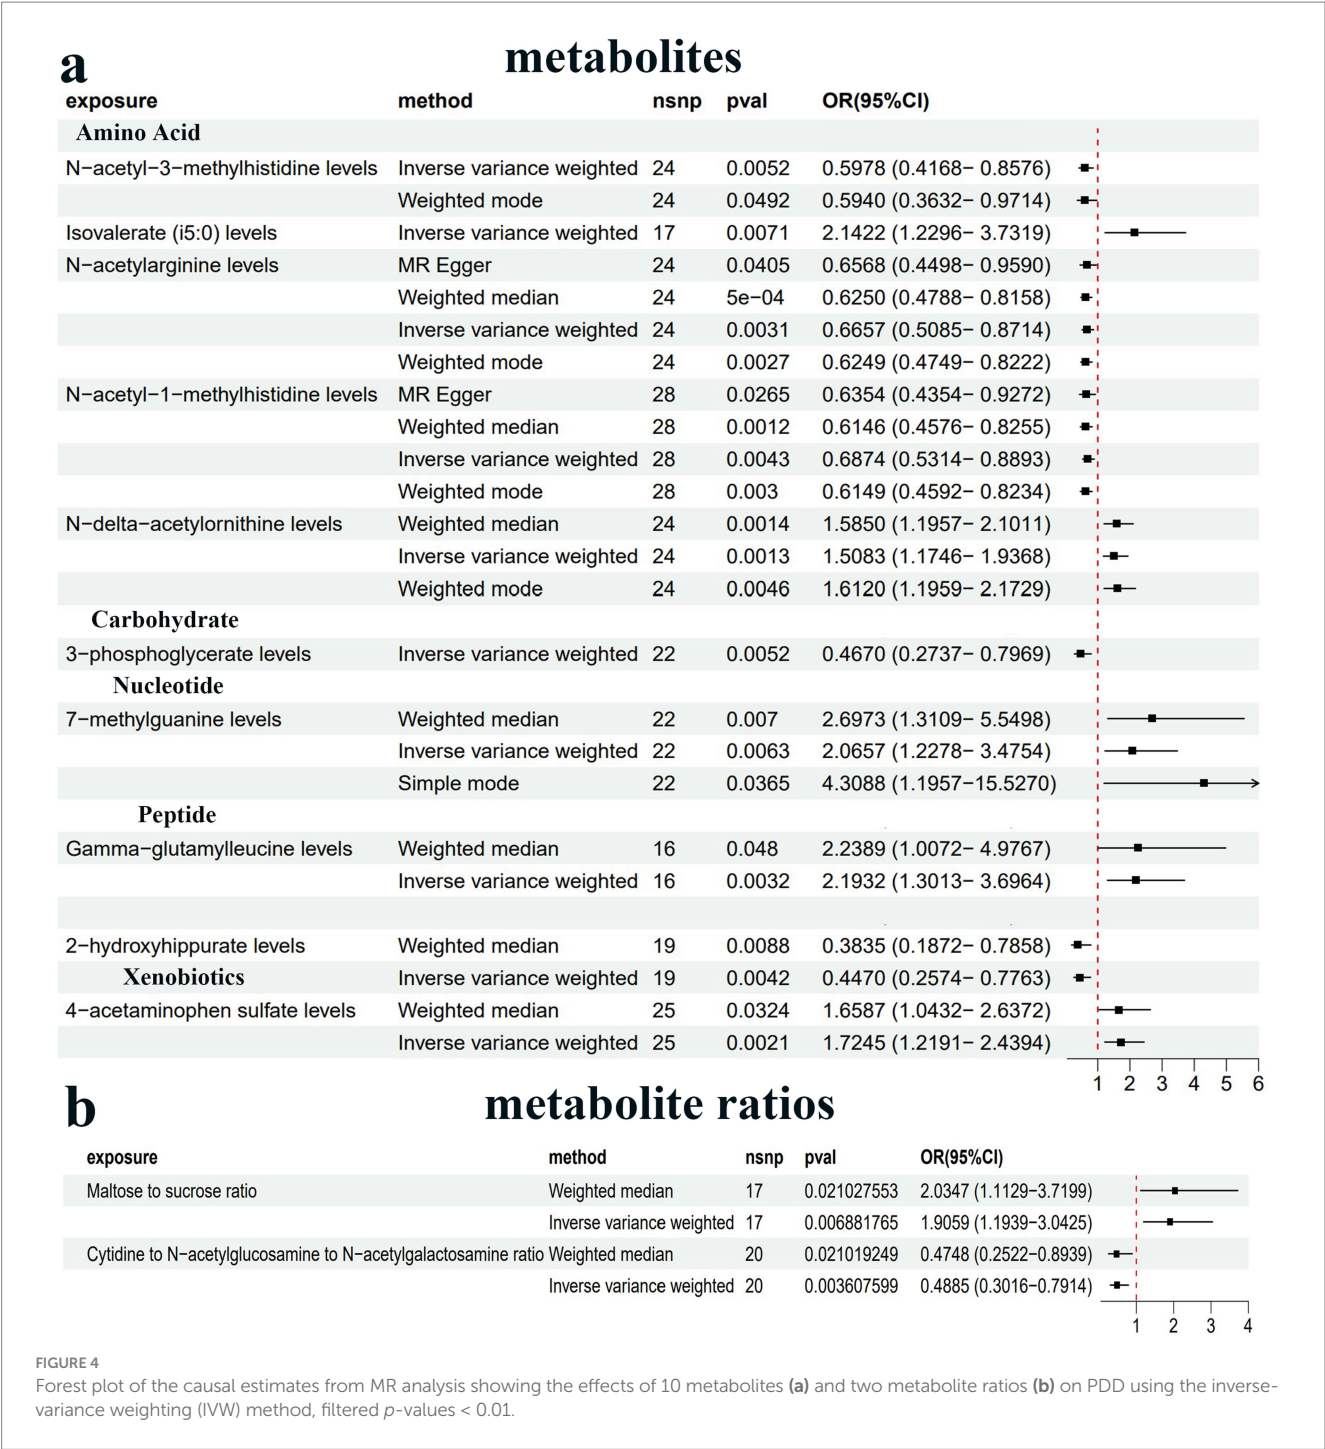 a metabolites
exposure method nsnp pval OR(95%CI)
Amino Acid
N−acetyl−3−methylhistidine levels Inverse variance weighted 24 0.0052 0.5978 (0.4168− 0.8576)
Weighted mode 24 0.0492 0.5940 (0.3632− 0.9714)
Isovalerate (i5:0) levels Inverse variance weighted 17 0.0071 2.1422 (1.2296− 3.7319)
N−acetylarginine levels MR Egger 24 0.0405 0.6568 (0.4498− 0.9590)
Weighted median 24 5e−04 0.6250 (0.4788− 0.8158)
Inverse variance weighted 24 0.0031 0.6657 (0.5085− 0.8714)
Weighted mode 24 0.0027 0.6249 (0.4749− 0.8222)
N−acetyl−1−methylhistidine levels MR Egger 28 0.0265 0.6354 (0.4354− 0.9272)
Weighted median 28 0.0012 0.6146 (0.4576− 0.8255)
Inverse variance weighted 28 0.0043 0.6874 (0.5314− 0.8893)
Weighted mode 28 0.003 0.6149 (0.4592− 0.8234)
N−delta−acetylornithine levels Weighted median 24 0.0014 1.5850 (1.1957− 2.1011)
Inverse variance weighted 24 0.0013 1.5083 (1.1746− 1.9368)
Weighted mode 24 0.0046 1.6120 (1.1959− 2.1729)
Carbohydrate
3−phosphoglycerate levels Inverse variance weighted 22 0.0052 0.4670 (0.2737− 0.7969)
Nucleotide
7−methylguanine levels Weighted median 22 0.007 2.6973 (1.3109− 5.5498)
Inverse variance weighted 22 0.0063 2.0657 (1.2278− 3.4754)
Simple mode 22 0.0365 4.3088 (1.1957−15.5270)
Peptide
Gamma−glutamylleucine levels Weighted median 16 0.048 2.2389 (1.0072− 4.9767)
Inverse variance weighted 16 0.0032 2.1932 (1.3013− 3.6964)
2−hydroxyhippurate levels Weighted median 19 0.0088 0.3835 (0.1872− 0.7858)
Xenobiotics Inverse variance weighted 19 0.0042 0.4470 (0.2574− 0.7763)
4−acetaminophen sulfate levels Weighted median 25 0.0324 1.6587 (1.0432− 2.6372)
Inverse variance weighted 25 0.0021 1.7245 (1.2191− 2.4394)
1 2 3 4 5 6
b metabolite ratios
exposure method nsnp pval OR(95%CI)
Maltose to sucrose ratio Weighted median 17 0.021027553 2.0347 (1.1129−3.7199)
Inverse variance weighted 17 0.006881765 1.9059 (1.1939−3.0425)
Cytidine to N−acetylglucosamine to N−acetylgalactosamine ratio Weighted median 20 0.021019249 0.4748 (0.2522−0.8939)
Inverse variance weighted 20 0.003607599 0.4885 (0.3016−0.7914)
1 2 3 4
FIGURE 4
Forest plot of the causal estimates from MR analysis showing the effects of 10 metabolites (a) and two metabolite ratios (b) on PDD using the inverse-
variance weighting (IVW) method, filtered p-values < 0.01.